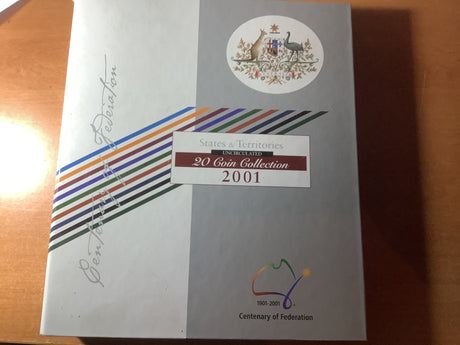 Centenary of Federation
States & Territories
UNCIRCULATED
20 Coin Collection
2001
1901-2001
Centenary of Federation